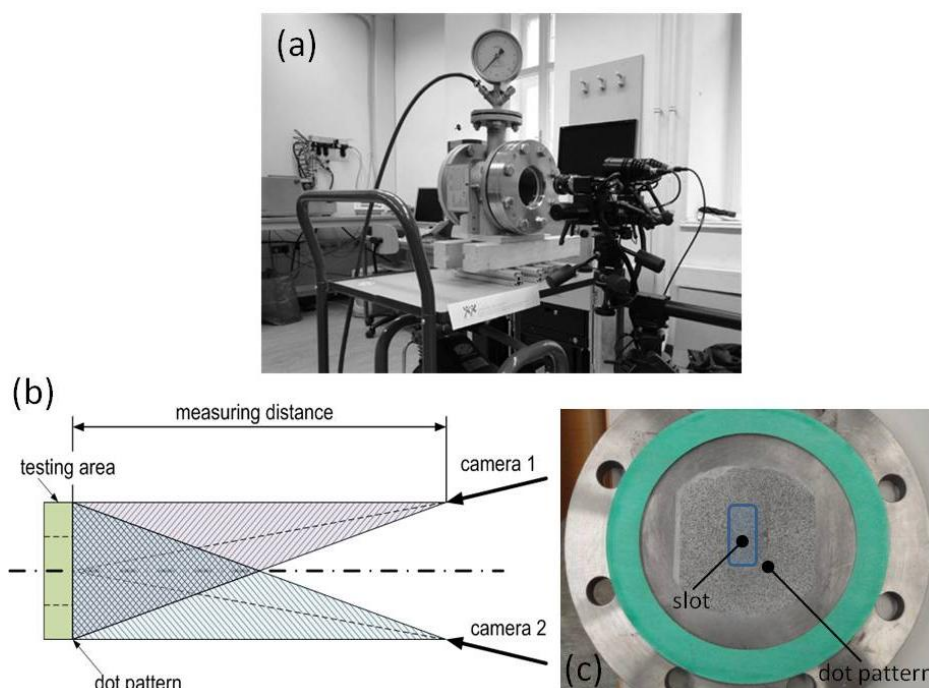 (a)
(b)
measuring distance
testing area
camera 1
camera 2
dot pattern
slot
dot pattern
(c)